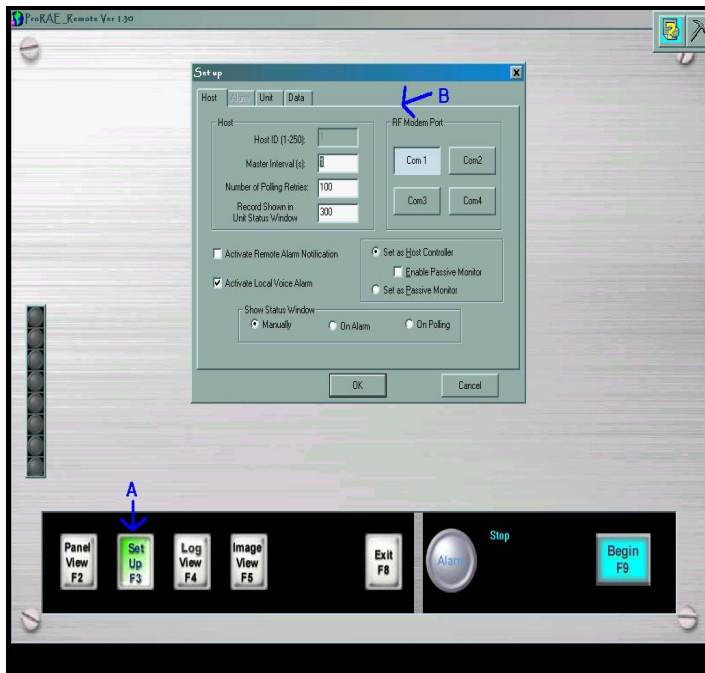 ProRAE_Remote Ver 1.30
Set up
Host Alarm Unit Data
B
Host
Host ID (1-250): 1
Master Interval (s): 1
Number of Polling Retries: 100
Record Shown in
Unit Status Window 300
RF Modem Port
Com 1 Com2
Com3 Com4
Activate Remote Alarm Notification
Activate Local Voice Alarm
Set as Host Controller
Enable Passive Monitor
Set as Passive Monitor
Show Status Window
Manually On Alarm On Polling
OK Cancel
A
Panel
View
F2
Set
Up
F3
Log
View
F4
Image
View
F5
Exit
F8
Alarm
Stop
Begin
F9